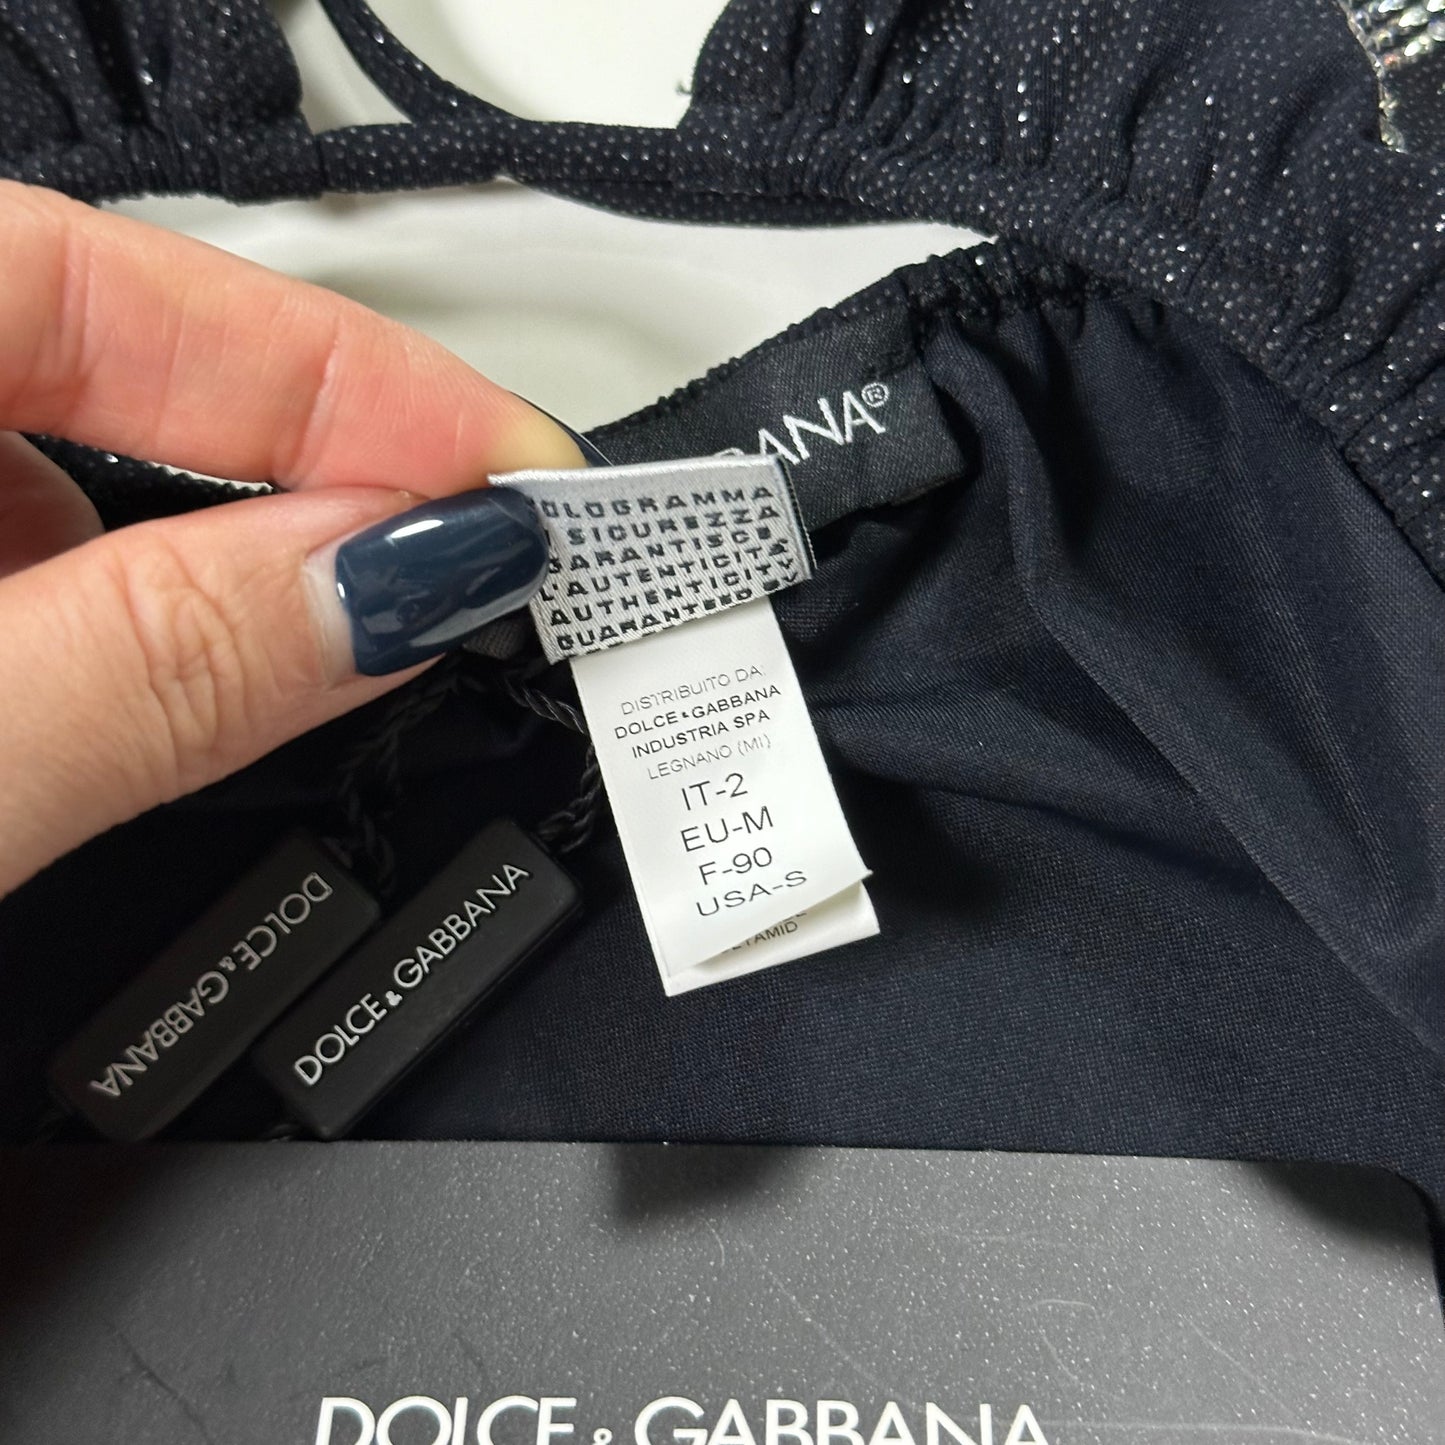 BANA®
OLOGRAMMA
SICUREZZA
GARANTISCE
L'AUTENTICITÀ
AUTHENTICITY
GUARANTEED BY
DISTRIBUITO DA:
DOLCE & GABBANA
INDUSTRIA SPA
LEGNANO (MI)
IT-2
EU-M
F-90
USA-S
DOLCE & GABBANA
DOLCE & GABBANA
DOLCE & GABBANA